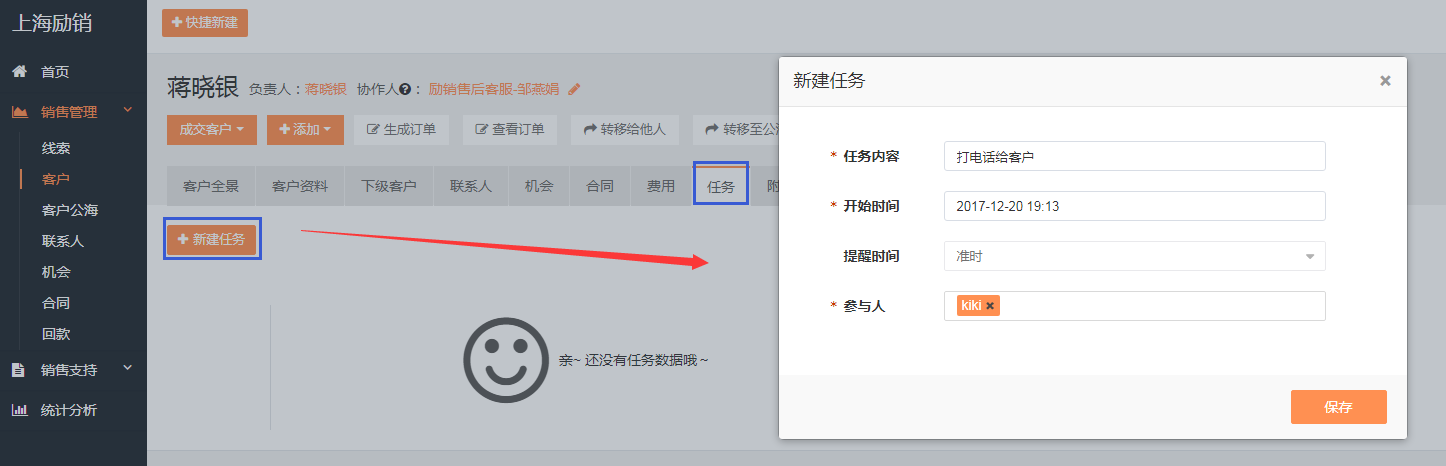 上海励销
首页
销售管理
线索
客户
客户公海
联系人
机会
合同
回款
销售支持
统计分析
快捷新建
蒋晓银 负责人：蒋晓银 协作人： 励销售后客服-邹燕娟
成交客户 添加 生成订单 查看订单 转移给他人 转移至公
客户全景 客户资料 下级客户 联系人 机会 合同 费用 任务 附
新建任务
亲~ 还没有任务数据哦~
新建任务
* 任务内容 打电话给客户
* 开始时间 2017-12-20 19:13
提醒时间 准时
* 参与人 kiki
保存